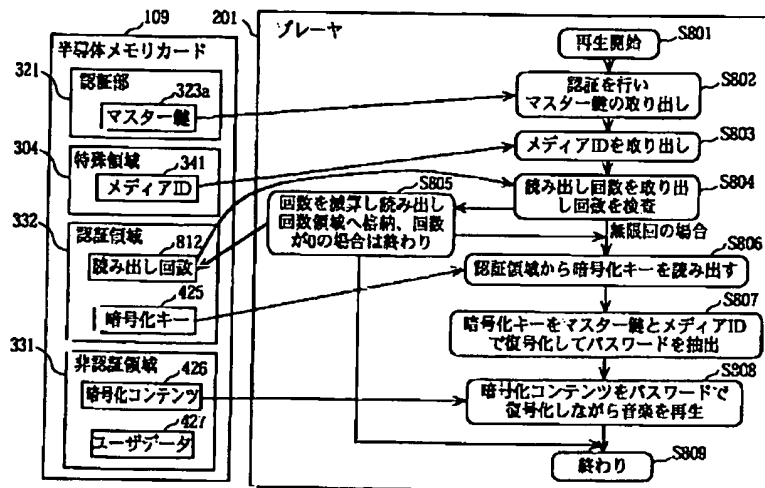 109
半導体メモリカード
321
認証部
323a
マスター鍵
304
特殊領域
341
メディアID
332
認証領域
812
読み出し回数
425
暗号化キー
331
非認証領域
426
暗号化コンテンツ
427
ユーザデータ
201
プレーヤ
再生開始
S801
認証を行い
マスター鍵の取り出し
S802
メディアIDを取り出し
S803
読み出し回数を取り出
し回数を検査
S804
S805
回数を減算し読み出し
回数領域へ格納、回数
が0の場合は終わり
無限回の場合
S806
認証領域から暗号化キーを読み出す
S807
暗号化キーをマスター鍵とメディアID
で復号化してパスワードを抽出
S808
暗号化コンテンツをパスワードで
復号化しながら音楽を再生
S809
終わり